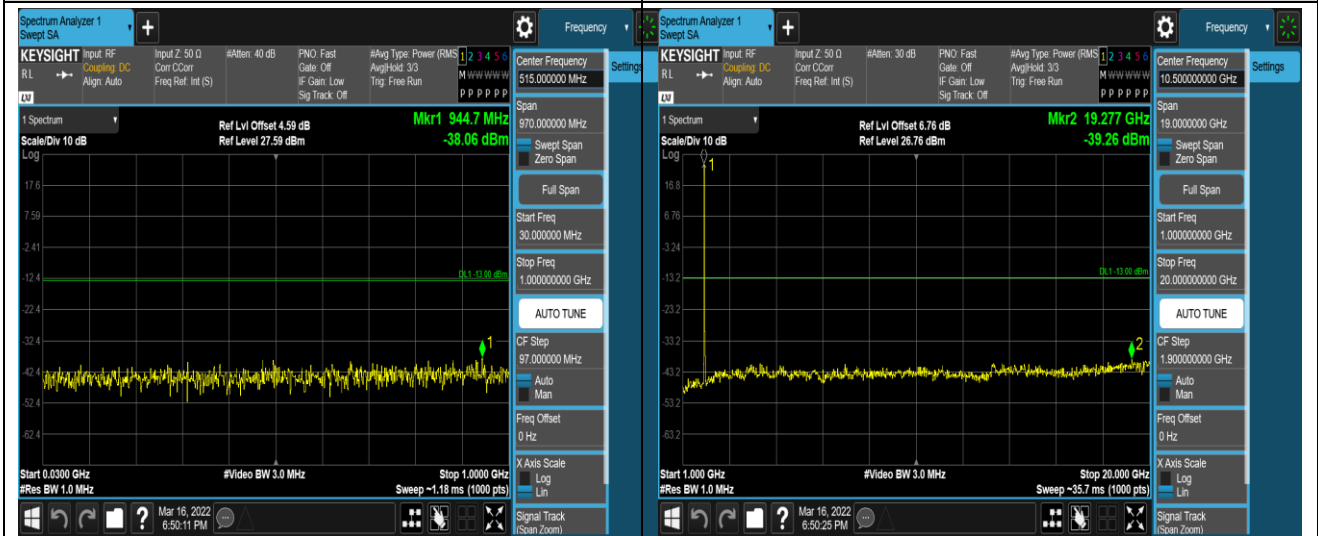 Spectrum Analyzer 1
Swept SA
+
Frequency
KEYSIGHT
RL
LXI
Input: RF
Coupling: DC
Align: Auto
Input Z: 50 Ω
Corr CCorr
Freq Ref: Int (S)
#Atten: 40 dB
PNO: Fast
Gate: Off
IF Gain: Low
Sig Track: Off
#Avg Type: Power (RMS
Avg|Hold: 3/3
Trig: Free Run
1 2 3 4 5 6
M W W W W W
P P P P P P
1 Spectrum
Scale/Div 10 dB
Log
Ref Lvl Offset 4.59 dB
Ref Level 27.59 dBm
Mkr1 944.7 MHz
-38.06 dBm
17.6
7.59
-2.41
-12.4
-22.4
-32.4
-42.4
-52.4
-62.4
DL1 -13.00 dBm
1
Start 0.0300 GHz
#Res BW 1.0 MHz
#Video BW 3.0 MHz
Stop 1.0000 GHz
Sweep ~1.18 ms (1000 pts)
Mar 16, 2022
6:50:11 PM
Center Frequency
515.000000 MHz
Span
970.000000 MHz
Swept Span
Zero Span
Full Span
Start Freq
30.000000 MHz
Stop Freq
1.000000000 GHz
AUTO TUNE
CF Step
97.000000 MHz
Auto
Man
Freq Offset
0 Hz
X Axis Scale
Log
Lin
Signal Track
(Span Zoom)
Settings
Spectrum Analyzer 1
Swept SA
+
Frequency
KEYSIGHT
RL
LXI
Input: RF
Coupling: DC
Align: Auto
Input Z: 50 Ω
Corr CCorr
Freq Ref: Int (S)
#Atten: 30 dB
PNO: Fast
Gate: Off
IF Gain: Low
Sig Track: Off
#Avg Type: Power (RMS
Avg|Hold: 3/3
Trig: Free Run
1 2 3 4 5 6
M W W W W W
P P P P P P
1 Spectrum
Scale/Div 10 dB
Log
Ref Lvl Offset 6.76 dB
Ref Level 26.76 dBm
Mkr2 19.277 GHz
-39.26 dBm
1
16.8
6.76
-3.24
-13.2
-23.2
-33.2
-43.2
-53.2
-63.2
DL1 -13.00 dBm
2
Start 1.000 GHz
#Res BW 1.0 MHz
#Video BW 3.0 MHz
Stop 20.000 GHz
Sweep ~35.7 ms (1000 pts)
Mar 16, 2022
6:50:25 PM
Center Frequency
10.500000000 GHz
Span
19.0000000 GHz
Swept Span
Zero Span
Full Span
Start Freq
1.000000000 GHz
Stop Freq
20.000000000 GHz
AUTO TUNE
CF Step
1.900000000 GHz
Auto
Man
Freq Offset
0 Hz
X Axis Scale
Log
Lin
Signal Track
(Span Zoom)
Settings